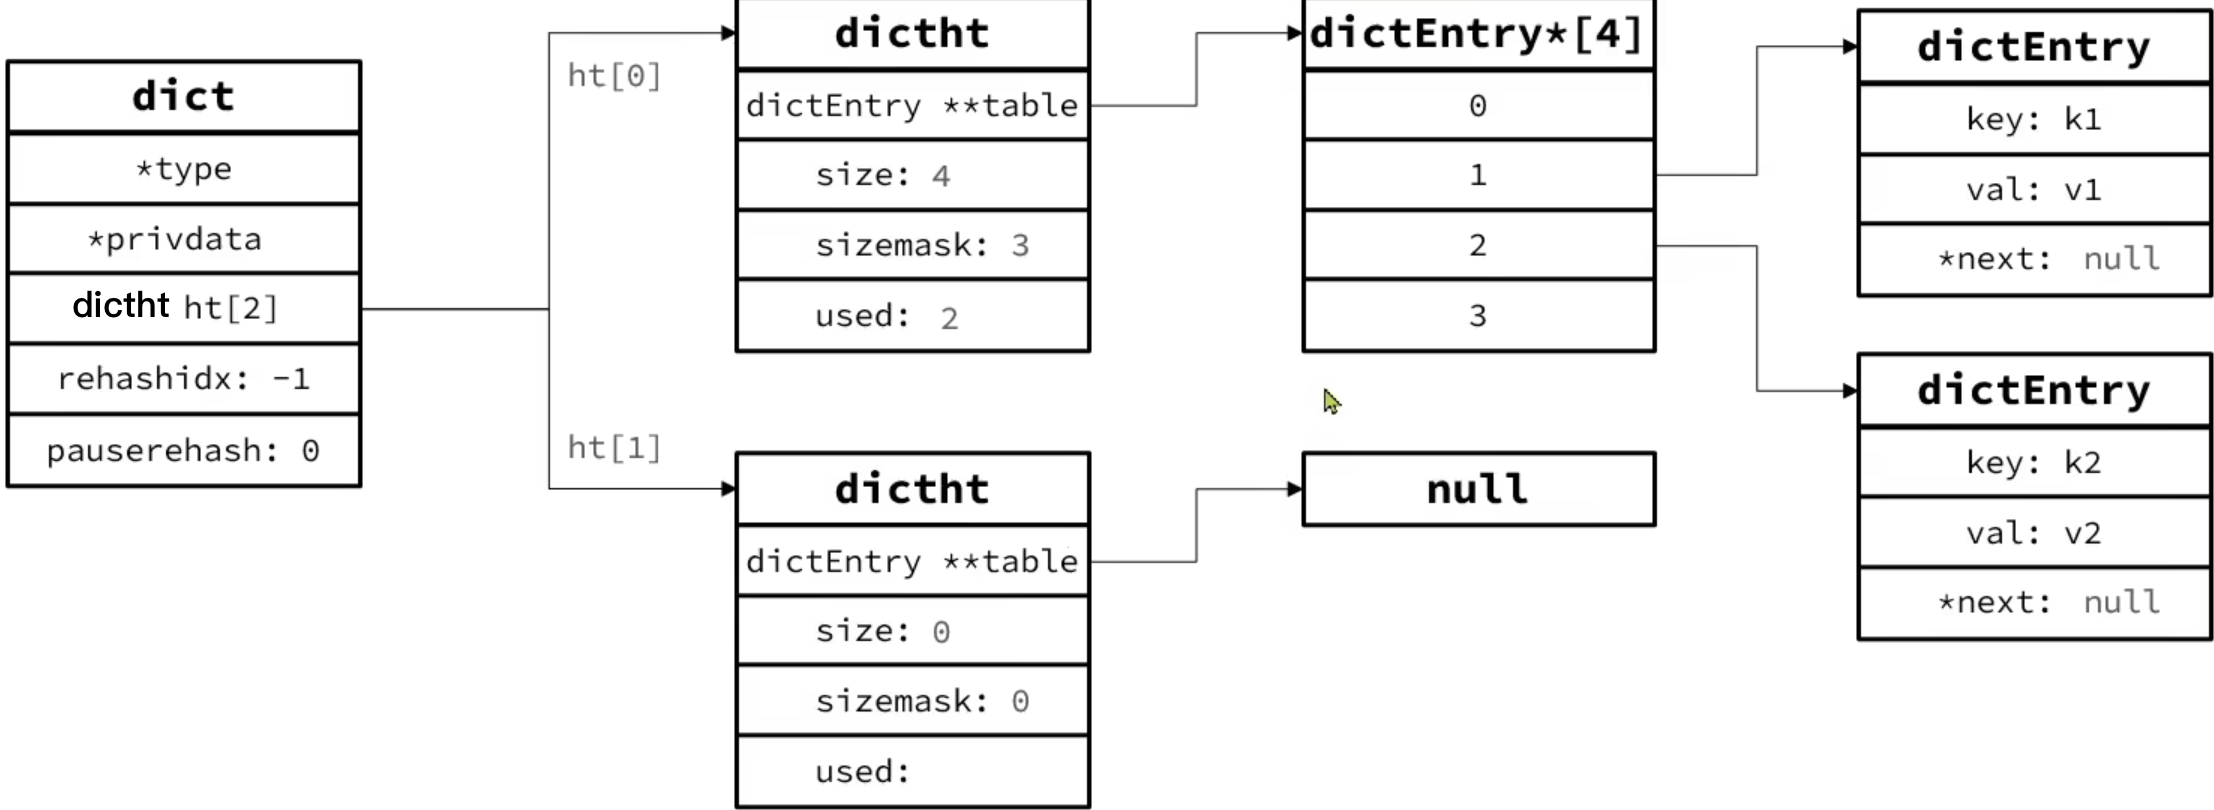 dict
*type
*privdata
dictht ht[2]
rehashidx: -1
pauserehash: 0
ht[0]
dictht
dictEntry **table
size: 4
sizemask: 3
used: 2
ht[1]
dictht
dictEntry **table
size: 0
sizemask: 0
used:
dictEntry*[4]
0
1
2
3
null
dictEntry
key: k1
val: v1
*next: null
dictEntry
key: k2
val: v2
*next: null